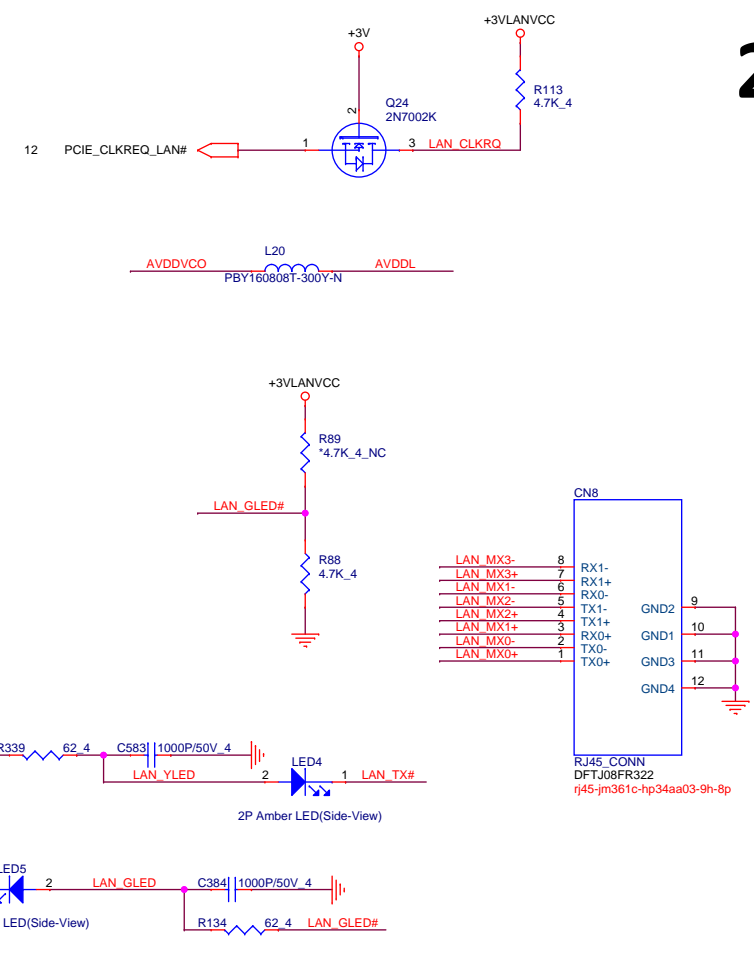 +3VLANVCC
+3V
2
R113
4.7K_4
Q24
2N7002K
2
12 PCIE_CLKREQ_LAN# 1 3 LAN_CLKRQ
L20
AVDDVCO AVDDL
PBY160808T-300Y-N
+3VLANVCC
R89
*4.7K_4_NC
LAN_GLED#
R88
4.7K_4
CN8
LAN_MX3- 8 RX1-
LAN_MX3+ 7 RX1+
LAN_MX1- 6 RX0-
LAN_MX2- 5 TX1-
LAN_MX2+ 4 TX1+
LAN_MX1+ 3 RX0+
LAN_MX0- 2 TX0-
LAN_MX0+ 1 TX0+
GND2 9
GND1 10
GND3 11
GND4 12
RJ45_CONN
DFTJ08FR322
rj45-jm361c-hp34aa03-9h-8p
R339 62_4 C583 1000P/50V_4
LAN_YLED 2 LED4 1 LAN_TX#
2P Amber LED(Side-View)
LED5
2 LAN_GLED C384 1000P/50V_4
LED(Side-View)
R134 62_4 LAN_GLED#